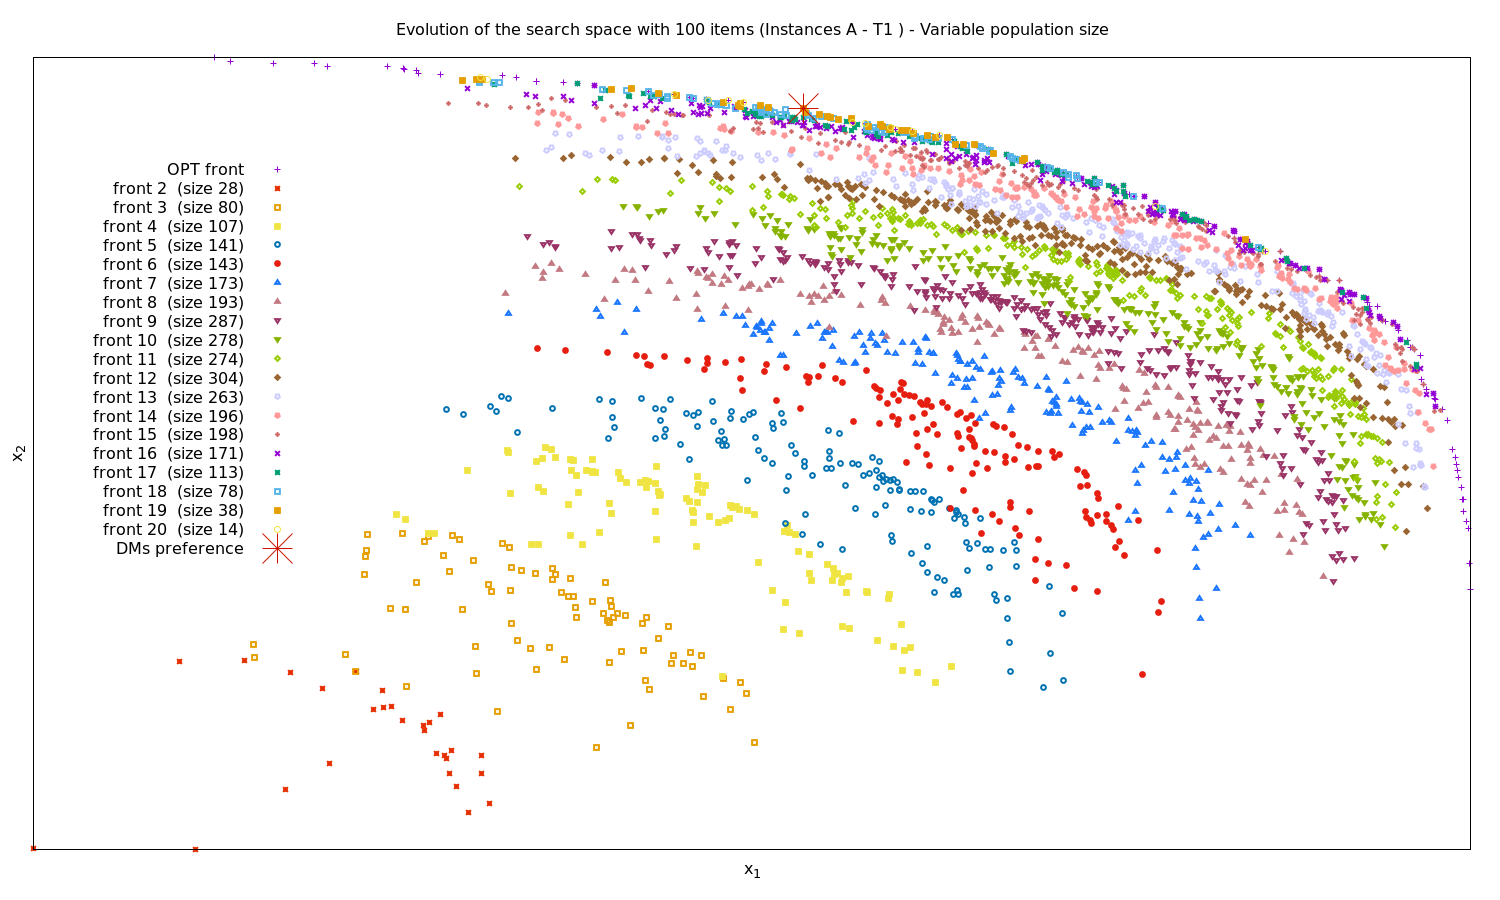 Evolution of the search space with 100 items (Instances A - T1 ) - Variable population size
OPT front
front 2 (size 28)
front 3 (size 80)
front 4 (size 107)
front 5 (size 141)
front 6 (size 143)
front 7 (size 173)
front 8 (size 193)
front 9 (size 287)
front 10 (size 278)
front 11 (size 274)
front 12 (size 304)
front 13 (size 263)
front 14 (size 196)
front 15 (size 198)
front 16 (size 171)
front 17 (size 113)
front 18 (size 78)
front 19 (size 38)
front 20 (size 14)
DMs preference
x2
x1